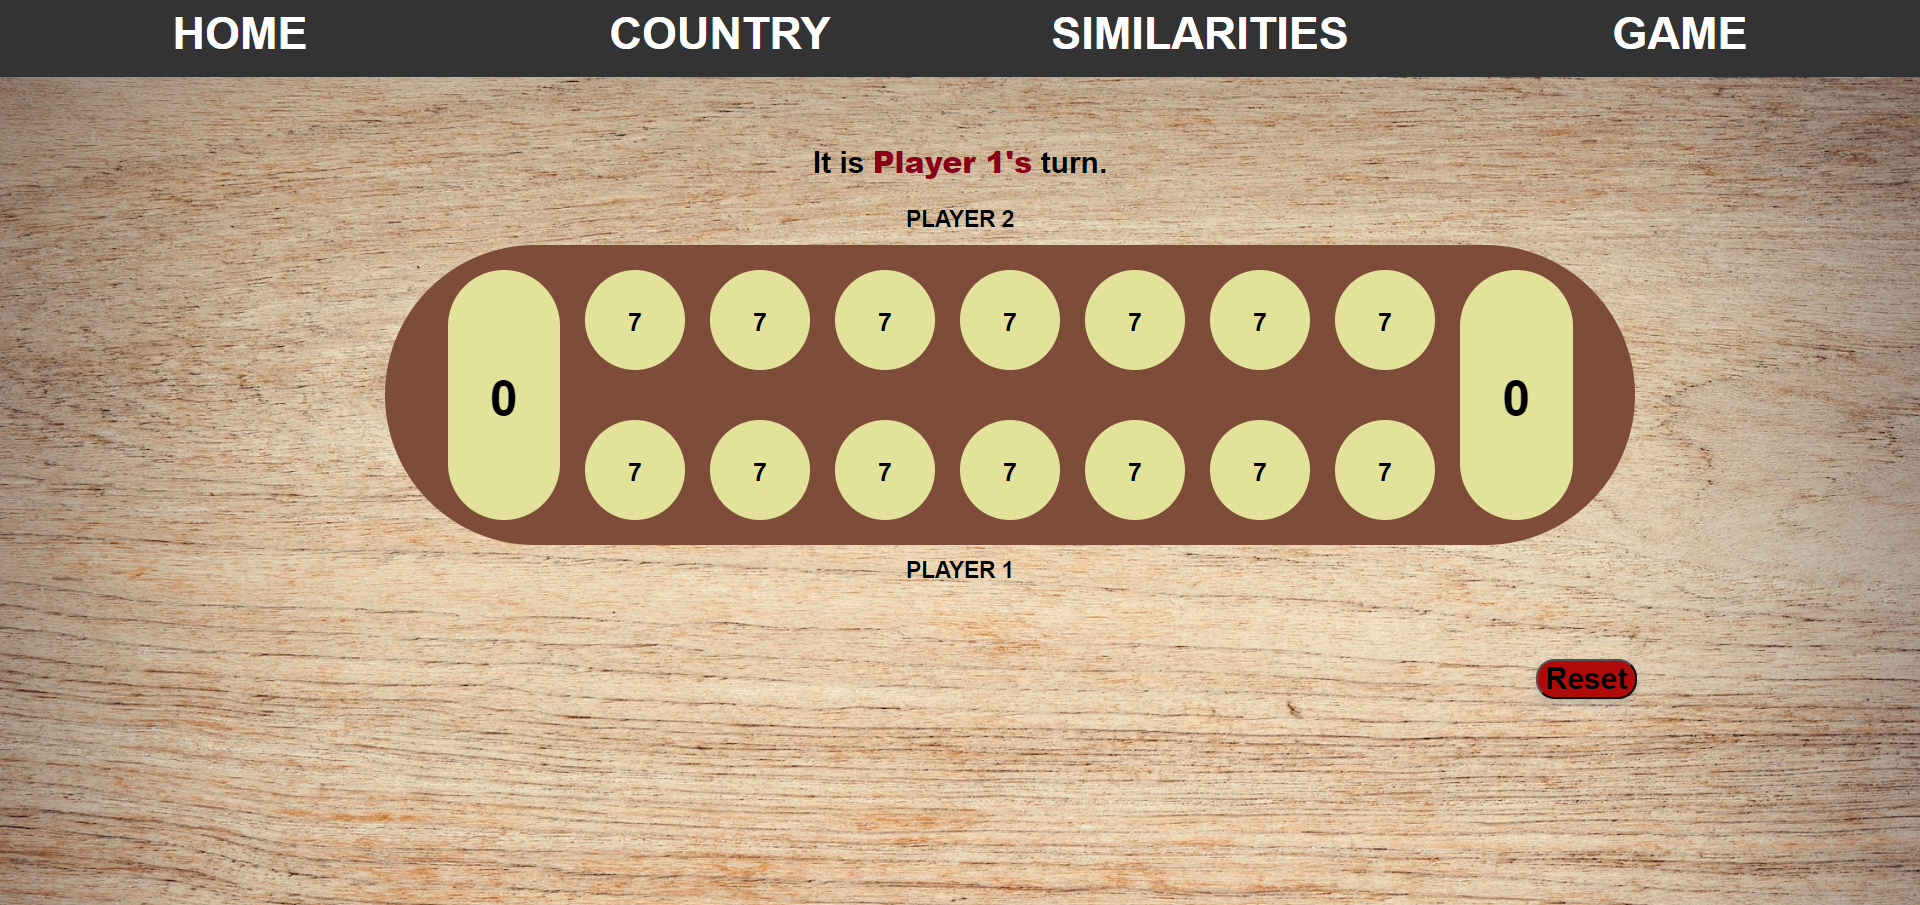 HOME COUNTRY SIMILARITIES GAME
It is Player 1's turn.
PLAYER 2
7 7 7 7 7 7 7
0 0
7 7 7 7 7 7 7
PLAYER 1
Reset